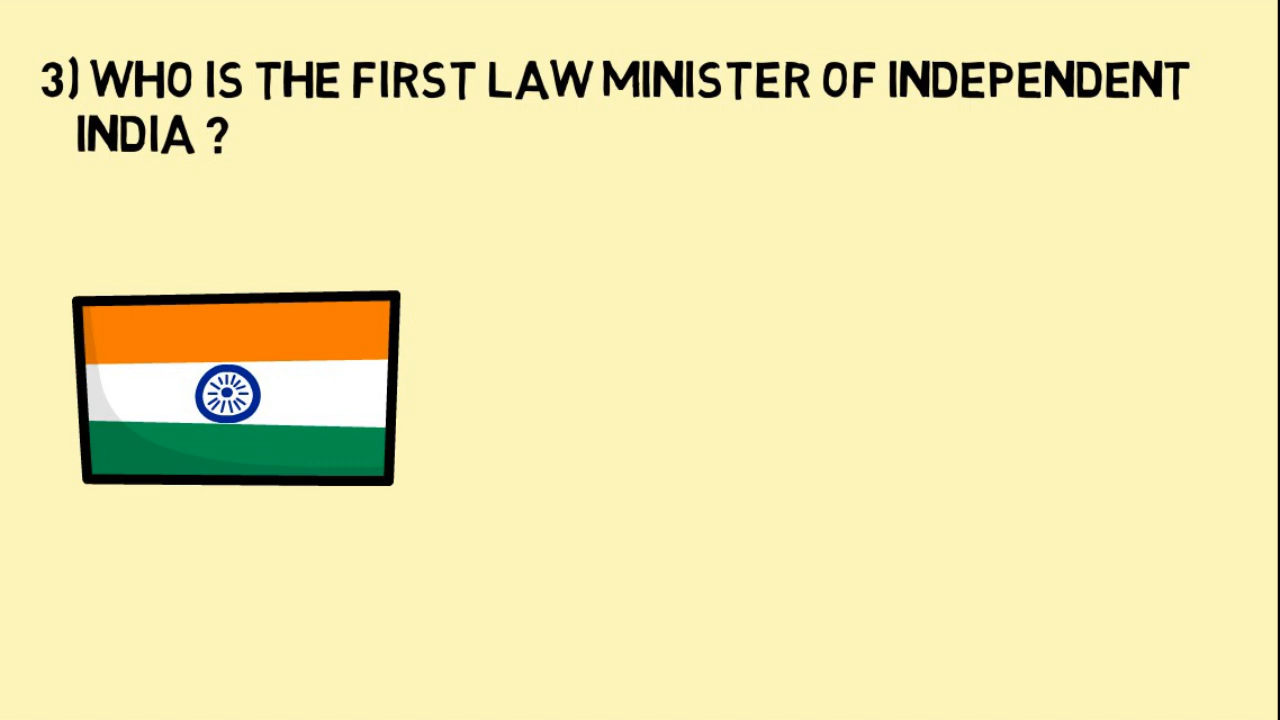 3) WHO IS THE FIRST LAW MINISTER OF INDEPENDENT
INDIA ?